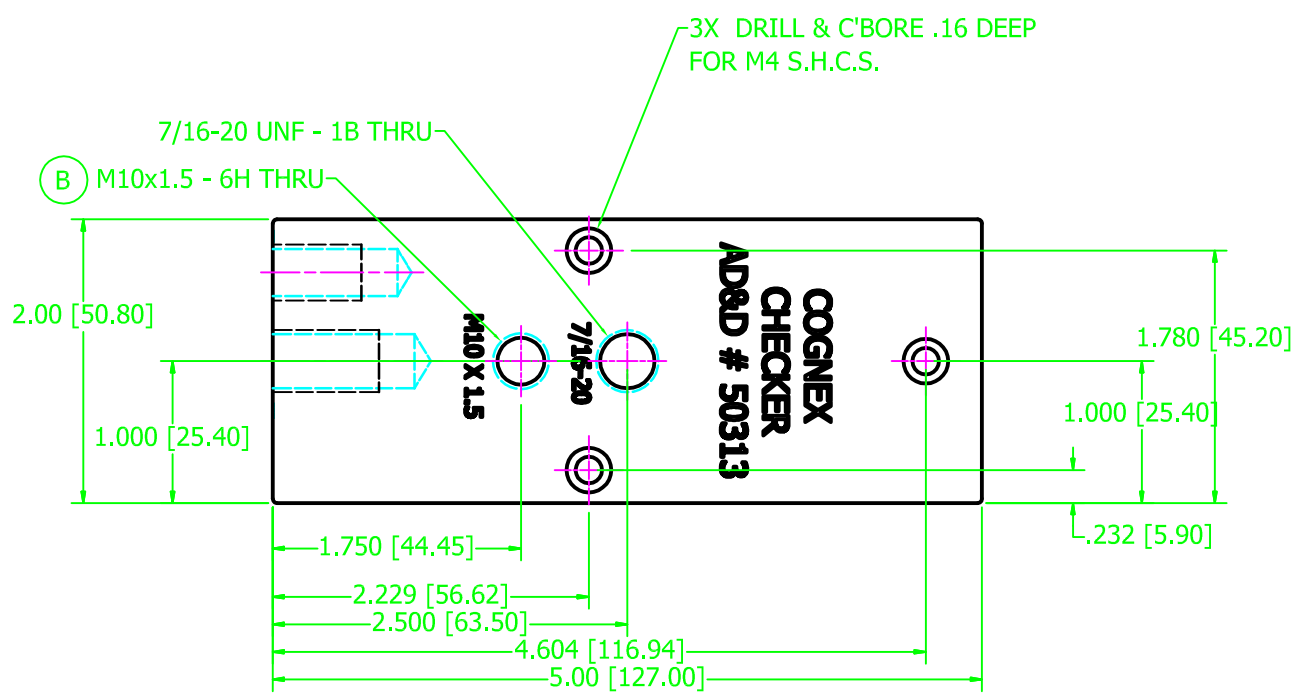 3X DRILL & C'BORE .16 DEEP
FOR M4 S.H.C.S.
7/16-20 UNF - 1B THRU
B M10x1.5 - 6H THRU
2.00 [50.80]
1.000 [25.40]
M10 X 1.5
7/16-20
COGNEX
CHECKER
AD&D # 50313
1.780 [45.20]
1.000 [25.40]
.232 [5.90]
1.750 [44.45]
2.229 [56.62]
2.500 [63.50]
4.604 [116.94]
5.00 [127.00]